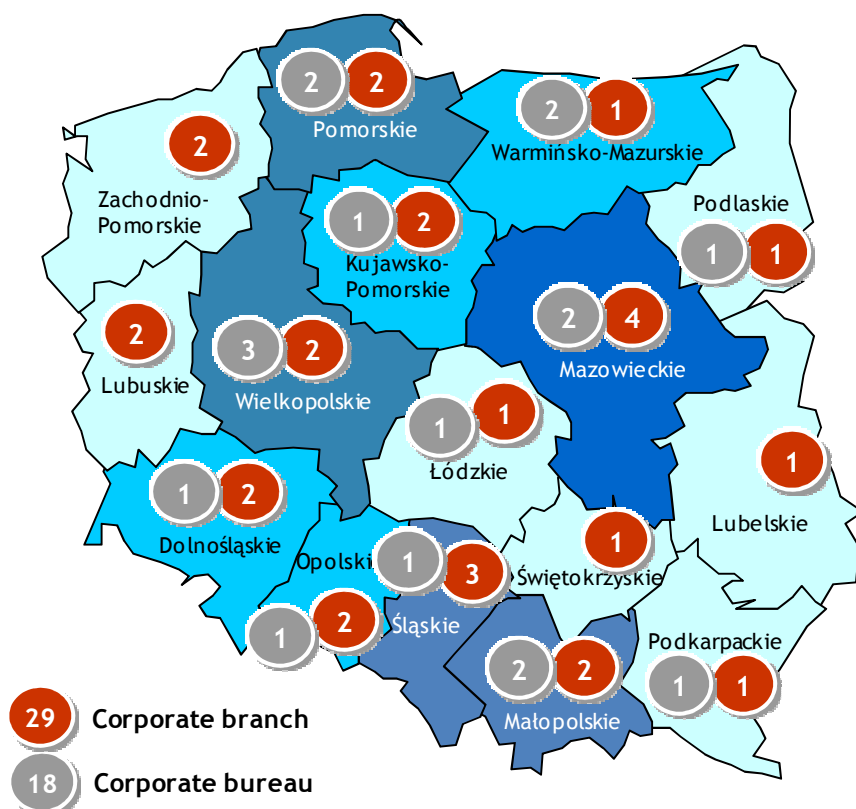 2 2
Pomorskie
2 1
Warmińsko-Mazurskie
2
Zachodnio-
Pomorskie
Podlaskie
1 1
1 2
Kujawsko-
Pomorskie
2 4
Mazowieckie
2
Lubuskie
3 2
Wielkopolskie
1 1
Łódzkie
1
Lubelskie
1 2
Dolnośląskie
Opolski
1 2
1 3
Śląskie
1
Świętokrzyskie
Podkarpackie
1 1
2 2
Małopolskie
29 Corporate branch
18 Corporate bureau